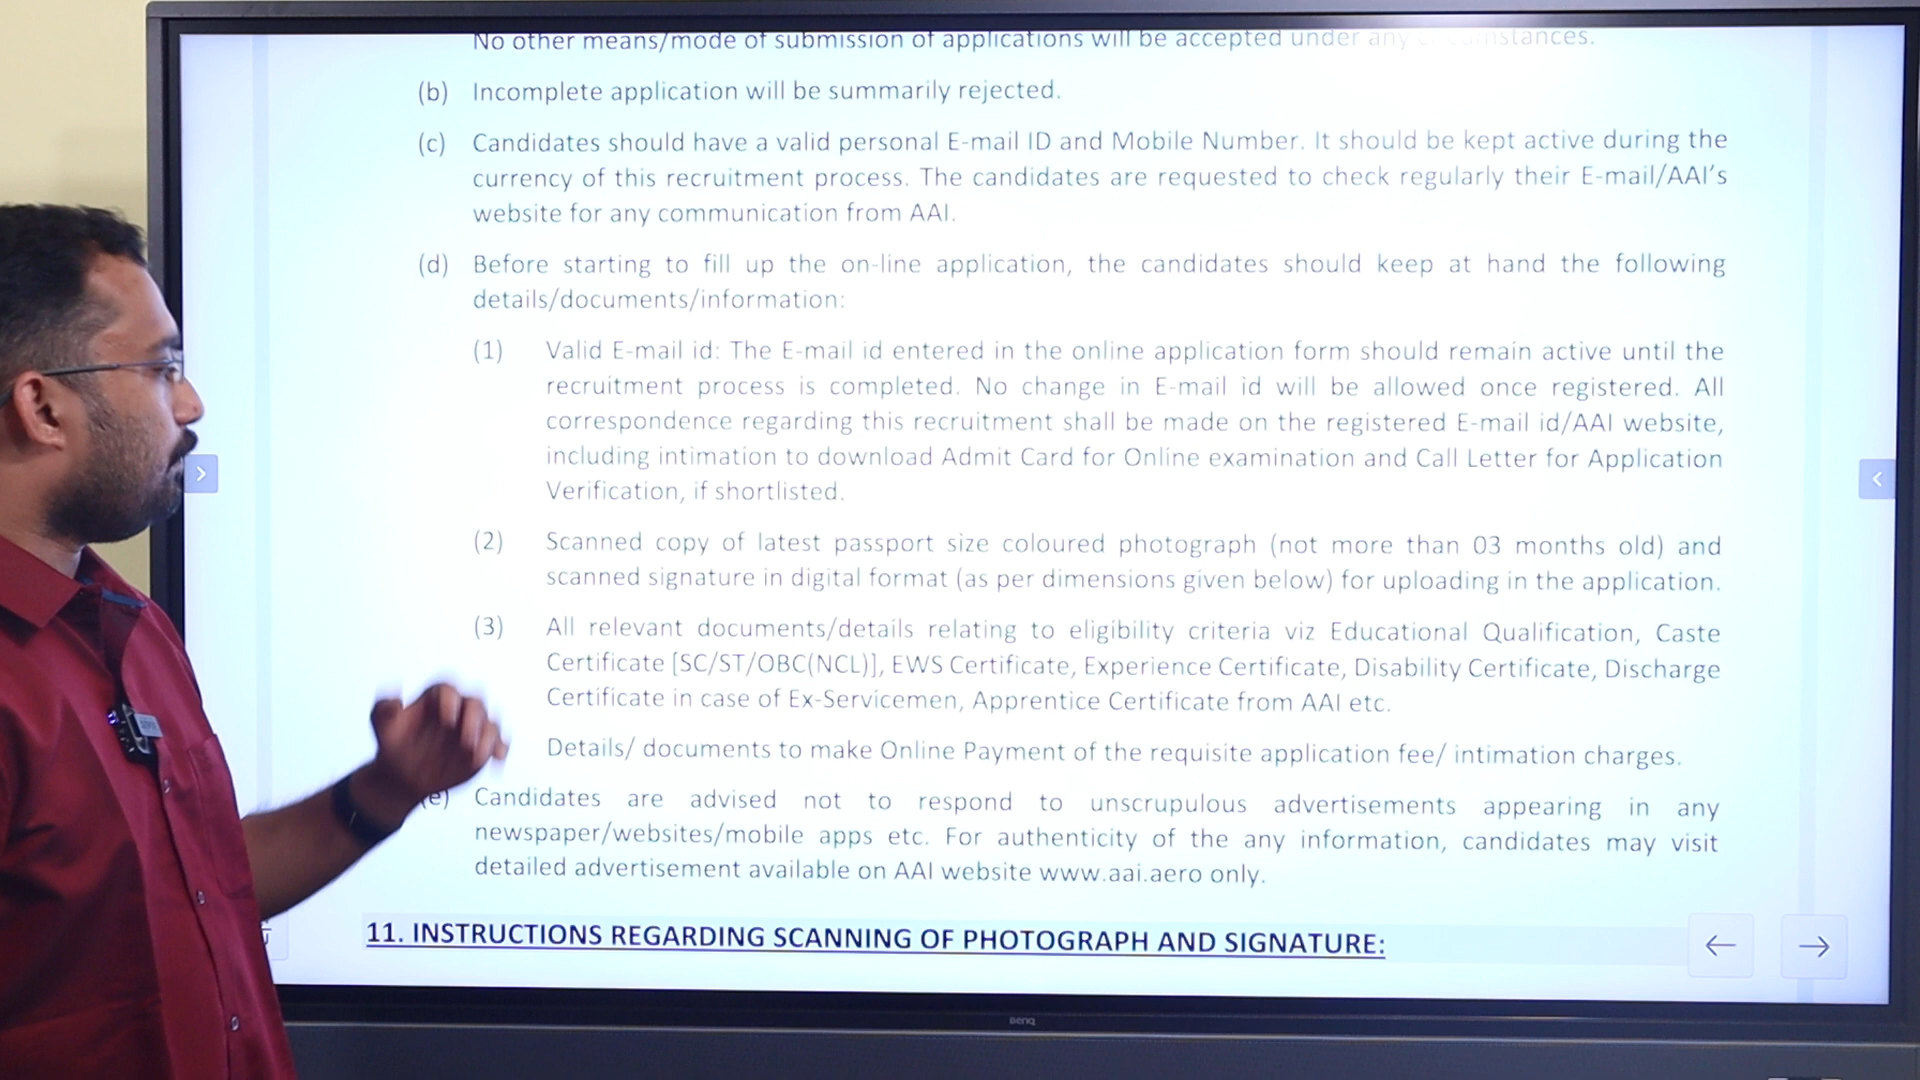 No other means/mode of submission of applications will be accepted under any
(b) Incomplete application will be summarily rejected.
(c) Candidates should have a valid personal E-mail ID and Mobile Number. It should be kept active during the
currency of this recruitment process. The candidates are requested to check regularly their E-mail/AAI's
website for any communication from AAI.
(d) Before starting to fill up the on-line application, the candidates should keep at hand the following
details/documents/information:
(1) Valid E-mail id: The E-mail id entered in the online application form should remain active until the
recruitment process is completed. No change in E-mail id will be allowed once registered. All
correspondence regarding this recruitment shall be made on the registered E-mail id/AAI website,
including intimation to download Admit Card for Online examination and Call Letter for Application
Verification, if shortlisted.
(2) Scanned copy of latest passport size coloured photograph (not more than 03 months old) and
scanned signature in digital format (as per dimensions given below) for uploading in the application.
(3) All relevant documents/details relating to eligibility criteria viz Educational Qualification, Caste
Certificate [SC/ST/OBC(NCL)], EWS Certificate, Experience Certificate, Disability Certificate, Discharge
Certificate in case of Ex-Servicemen, Apprentice Certificate from AAI etc.
Details/ documents to make Online Payment of the requisite application fee/ intimation charges.
(e) Candidates are advised not to respond to unscrupulous advertisements appearing in any
newspaper/websites/mobile apps etc. For authenticity of the any information, candidates may visit
detailed advertisement available on AAI website www.aai.aero only.
11. INSTRUCTIONS REGARDING SCANNING OF PHOTOGRAPH AND SIGNATURE:
BenQ